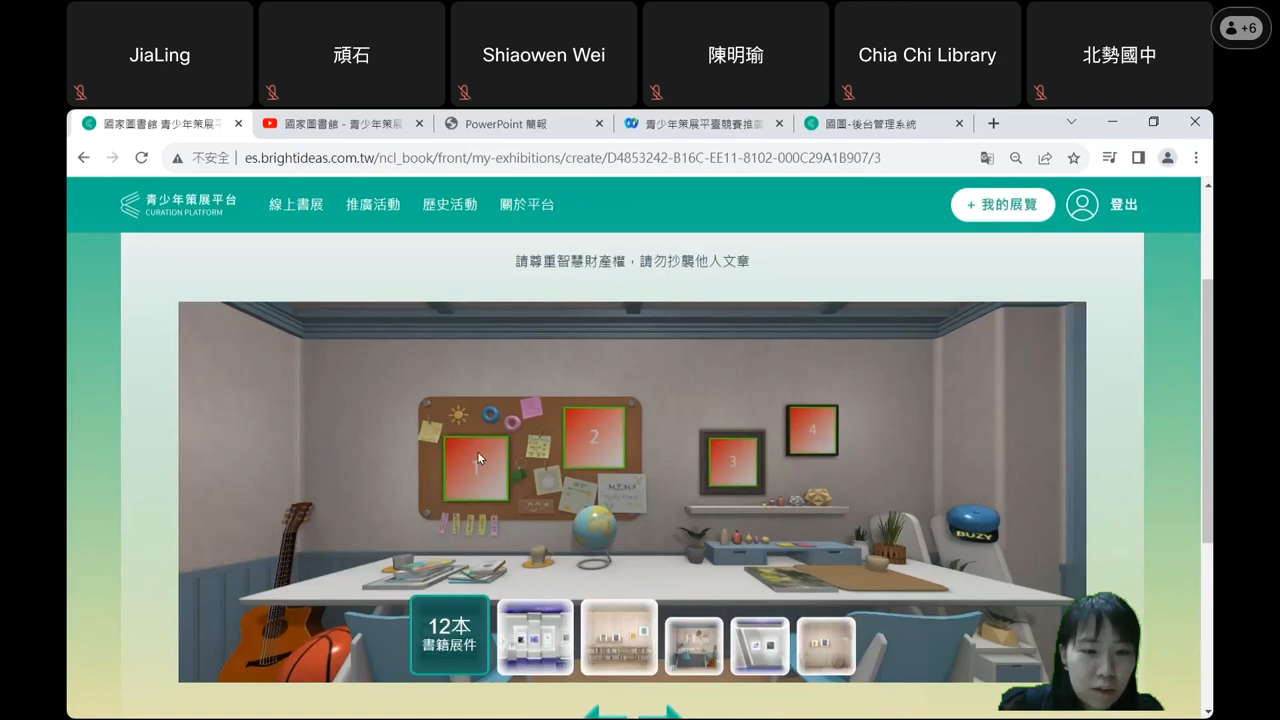 JiaLing
頑石
Shiaowen Wei
陳明瑜
Chia Chi Library
北勢國中
+6
國家圖書館 青少年策展平
國家圖書館 - 青少年策展
PowerPoint 簡報
青少年策展平臺競賽推廣
國圖-後台管理系統
不安全
es.brightideas.com.tw/ncl_book/front/my-exhibitions/create/D4853242-B16C-EE11-8102-000C29A1B907/3
青少年策展平台
CURATION PLATFORM
線上書展
推廣活動
歷史活動
關於平台
+ 我的展覽
登出
請尊重智慧財產權，請勿抄襲他人文章
1
2
3
4
MEMO
BUZY
12本
書籍展件